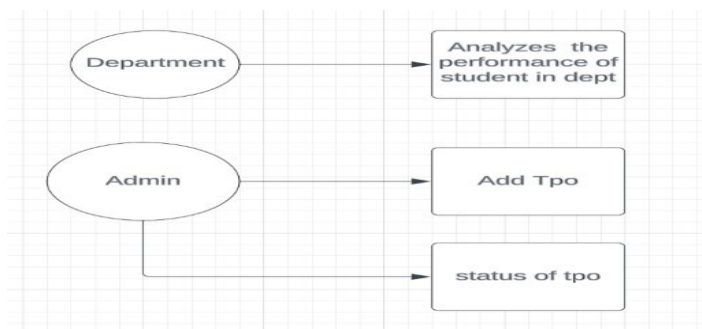 Department
Analyzes the
performance of
student in dept
Admin
Add Tpo
status of tpo